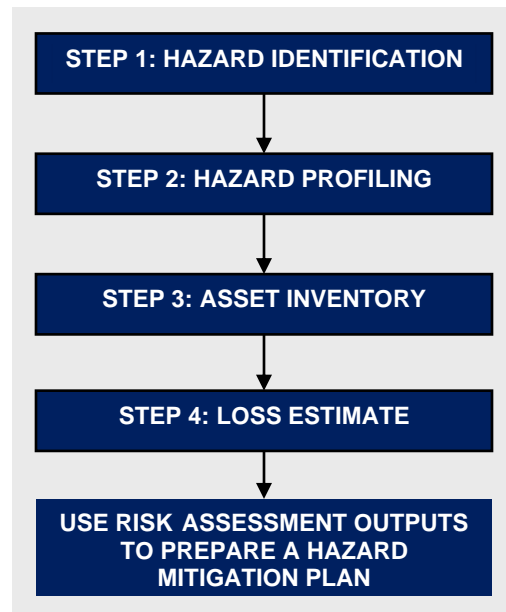 STEP 1: HAZARD IDENTIFICATION
STEP 2: HAZARD PROFILING
STEP 3: ASSET INVENTORY
STEP 4: LOSS ESTIMATE
USE RISK ASSESSMENT OUTPUTS
TO PREPARE A HAZARD
MITIGATION PLAN